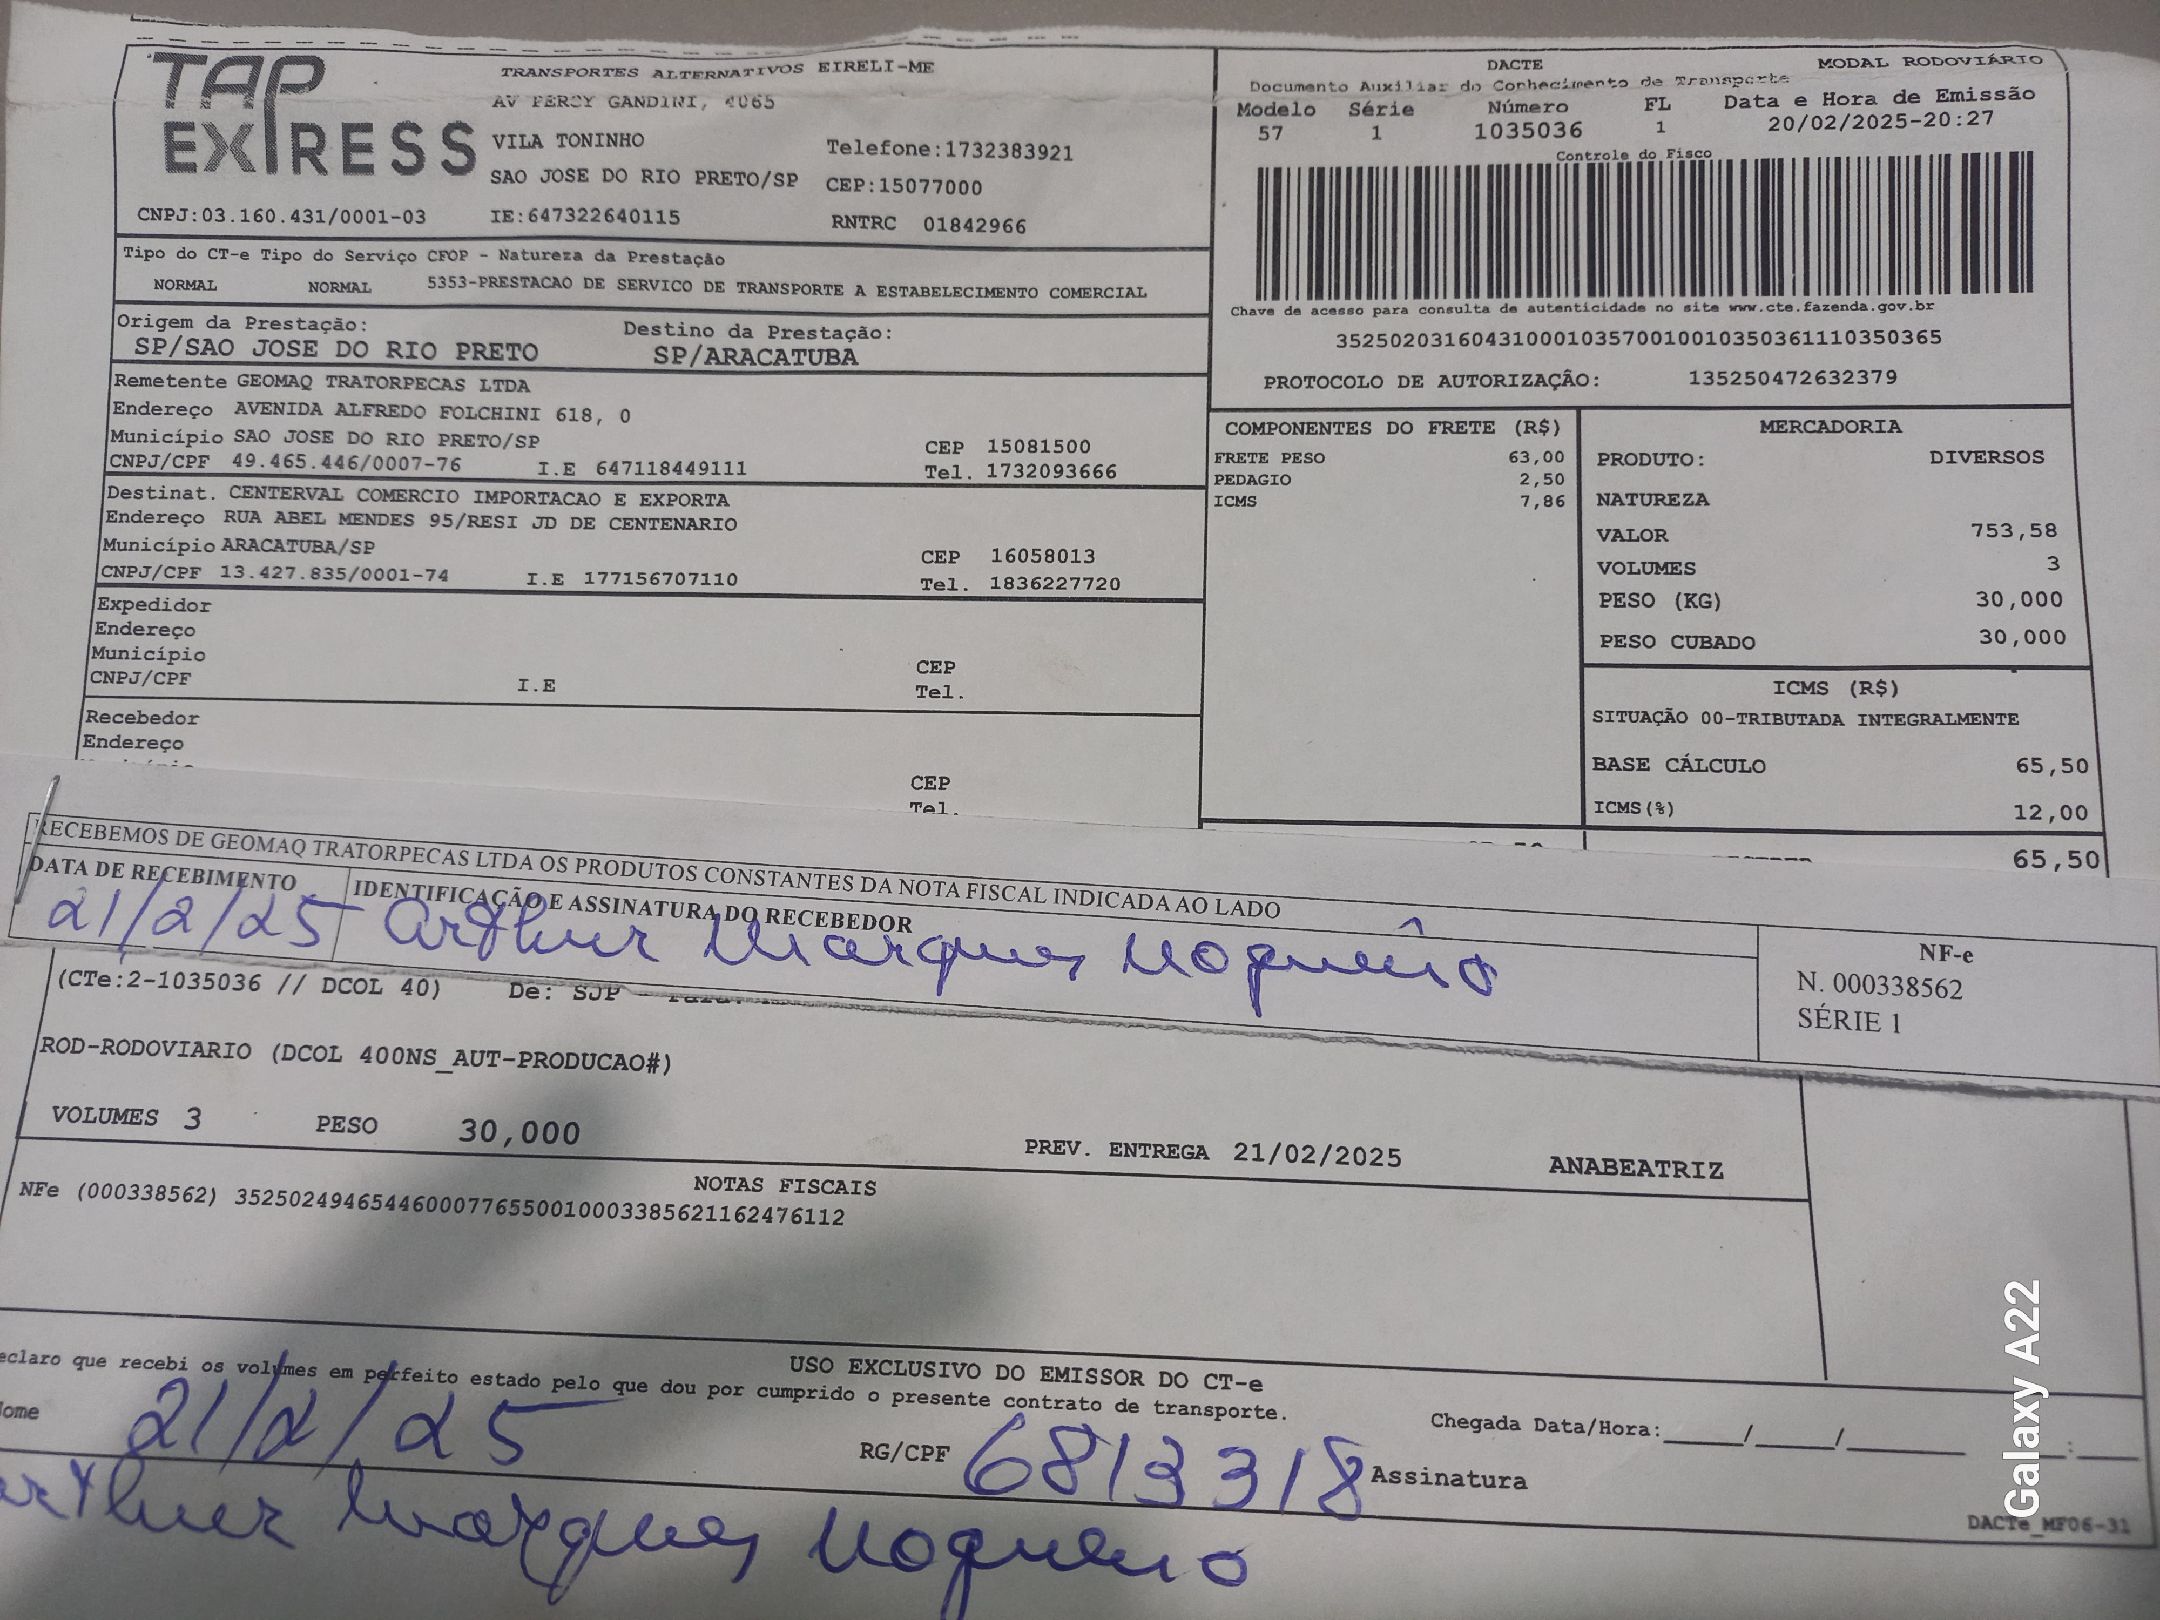 TAP EXPRESS
TRANSPORTES ALTERNATIVOS EIRELI-ME
AV PERCY GANDINI, 4065
VILA TONINHO Telefone:1732383921
SAO JOSE DO RIO PRETO/SP CEP:15077000
CNPJ:03.160.431/0001-03 IE:647322640115 RNTRC 01842966
DACTE MODAL RODOVIÁRIO
Documento Auxiliar do Conhecimento de Transporte
Modelo Série Número FL Data e Hora de Emissão
57 1 1035036 1 20/02/2025-20:27
Controle do Fisco
Chave de acesso para consulta de autenticidade no site www.cte.fazenda.gov.br
35250203160431000103570010010350361110350365
PROTOCOLO DE AUTORIZAÇÃO: 135250472632379
Tipo do CT-e Tipo do Serviço CFOP - Natureza da Prestação
NORMAL NORMAL 5353-PRESTACAO DE SERVICO DE TRANSPORTE A ESTABELECIMENTO COMERCIAL
Origem da Prestação: Destino da Prestação:
SP/SAO JOSE DO RIO PRETO SP/ARACATUBA
Remetente GEOMAQ TRATORPECAS LTDA
Endereço AVENIDA ALFREDO FOLCHINI 618, 0
Município SAO JOSE DO RIO PRETO/SP CEP 15081500
CNPJ/CPF 49.465.446/0007-76 I.E 647118449111 Tel. 1732093666
Destinat. CENTERVAL COMERCIO IMPORTACAO E EXPORTA
Endereço RUA ABEL MENDES 95/RESI JD DE CENTENARIO
Município ARACATUBA/SP CEP 16058013
CNPJ/CPF 13.427.835/0001-74 I.E 177156707110 Tel. 1836227720
Expedidor
Endereço
Município CEP
CNPJ/CPF I.E Tel.
Recebedor
Endereço
CEP
Tel.
COMPONENTES DO FRETE (R$)
FRETE PESO 63,00
PEDAGIO 2,50
ICMS 7,86
MERCADORIA
PRODUTO: DIVERSOS
NATUREZA
VALOR 753,58
VOLUMES 3
PESO (KG) 30,000
PESO CUBADO 30,000
ICMS (R$)
SITUAÇÃO 00-TRIBUTADA INTEGRALMENTE
BASE CÁLCULO 65,50
ICMS(%) 12,00
65,50
RECEBEMOS DE GEOMAQ TRATORPECAS LTDA OS PRODUTOS CONSTANTES DA NOTA FISCAL INDICADA AO LADO
DATA DE RECEBIMENTO IDENTIFICAÇÃO E ASSINATURA DO RECEBEDOR
21/2/25 Arthur Marques Noguêro
NF-e
N. 000338562
SÉRIE 1
(CTe:2-1035036 // DCOL 40) De: SJP
ROD-RODOVIARIO (DCOL 400NS_AUT-PRODUCAO#)
VOLUMES 3 PESO 30,000 PREV. ENTREGA 21/02/2025 ANABEATRIZ
NOTAS FISCAIS
NFe (000338562) 35250249465446000776550010003385621162476112
USO EXCLUSIVO DO EMISSOR DO CT-e
eclaro que recebi os volumes em perfeito estado pelo que dou por cumprido o presente contrato de transporte.
ome 21/2/25 RG/CPF 6813318 Assinatura
Chegada Data/Hora:____/____/______ __:__
arthur Marques Noguero
DACTe_MF06-31
Galaxy A22